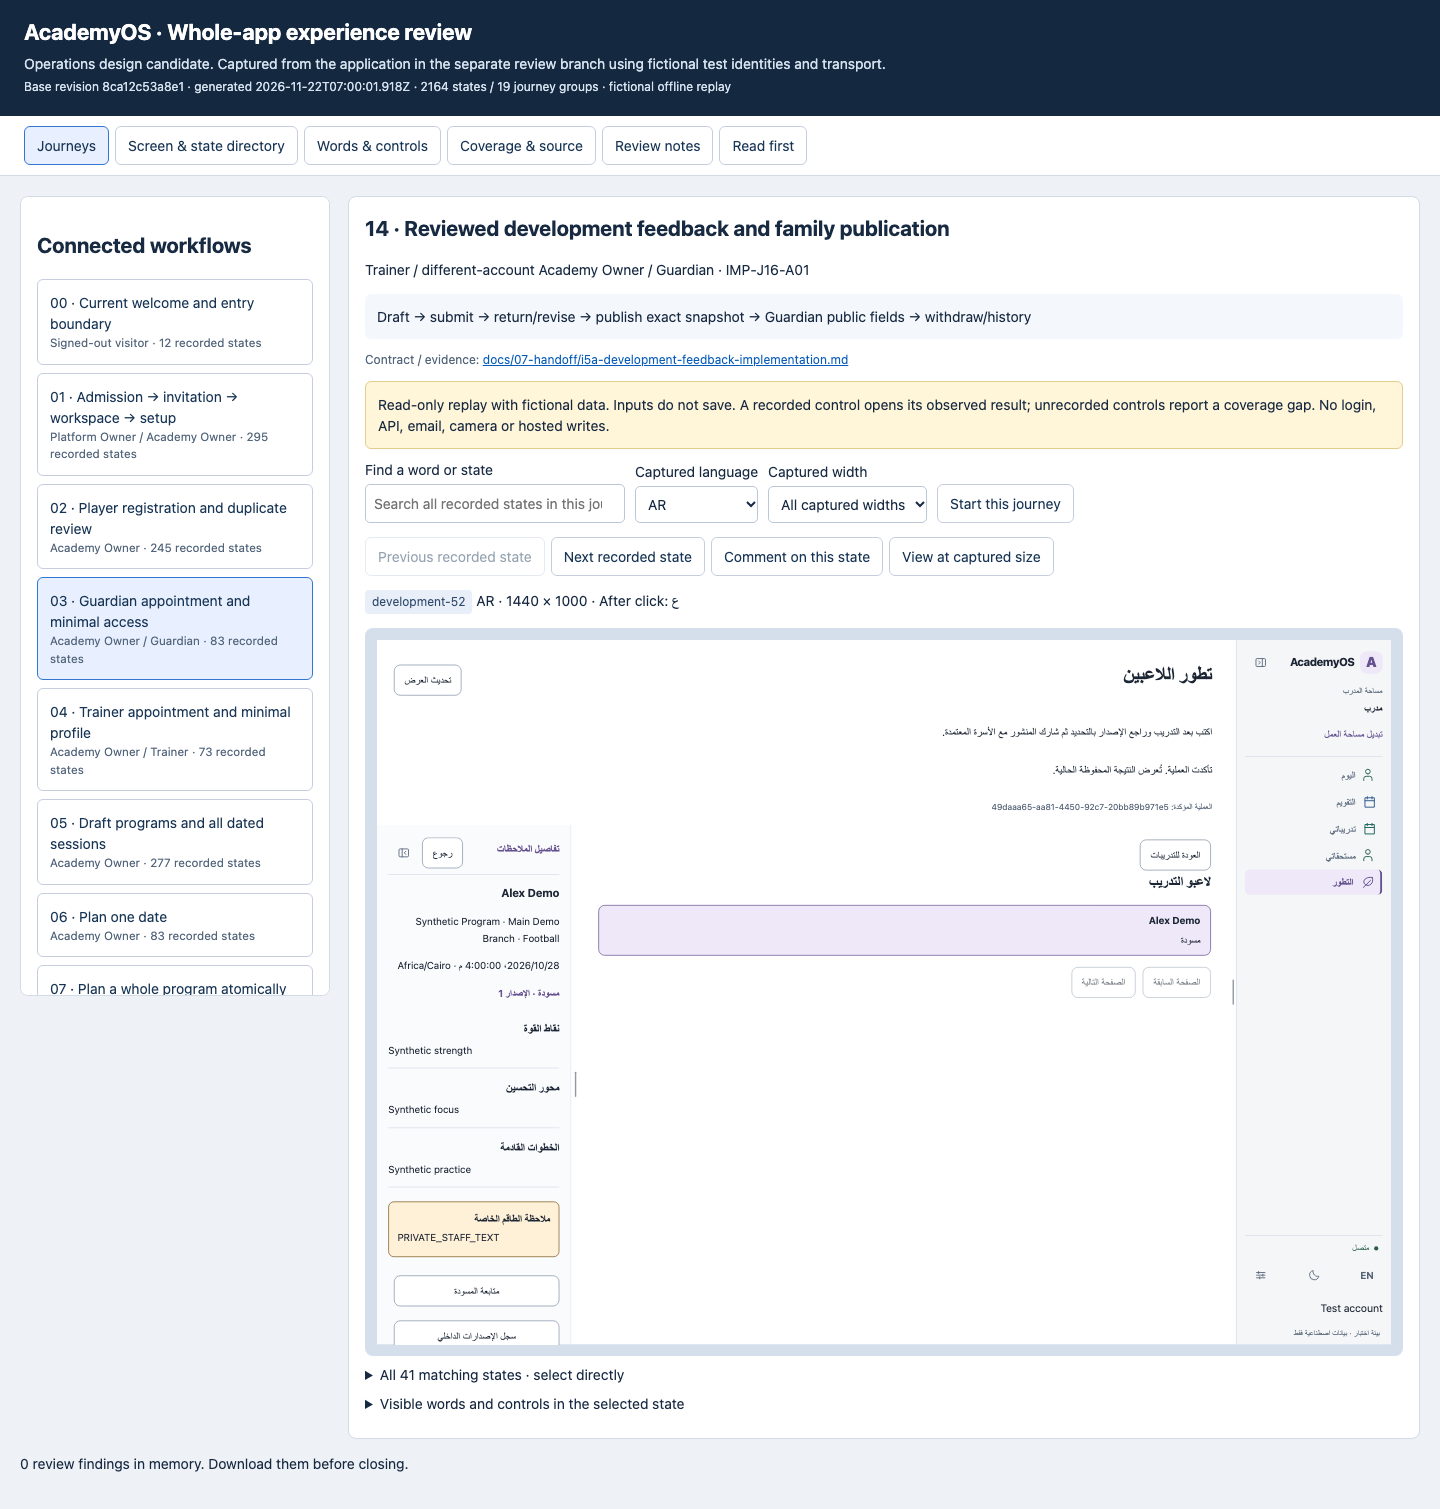 AcademyOS · Whole-app experience review
Operations design candidate. Captured from the application in the separate review branch using fictional test identities and transport.
Base revision 8ca12c53a8e1 · generated 2026-11-22T07:00:01.918Z · 2164 states / 19 journey groups · fictional offline replay
Journeys
Screen & state directory
Words & controls
Coverage & source
Review notes
Read first
Connected workflows
00 · Current welcome and entry
boundary
Signed-out visitor · 12 recorded states
01 · Admission → invitation →
workspace → setup
Platform Owner / Academy Owner · 295
recorded states
02 · Player registration and duplicate
review
Academy Owner · 245 recorded states
03 · Guardian appointment and
minimal access
Academy Owner / Guardian · 83 recorded
states
04 · Trainer appointment and minimal
profile
Academy Owner / Trainer · 73 recorded
states
05 · Draft programs and all dated
sessions
Academy Owner · 277 recorded states
06 · Plan one date
Academy Owner · 83 recorded states
07 · Plan a whole program atomically
14 · Reviewed development feedback and family publication
Trainer / different-account Academy Owner / Guardian · IMP-J16-A01
Draft → submit → return/revise → publish exact snapshot → Guardian public fields → withdraw/history
Contract / evidence: docs/07-handoff/i5a-development-feedback-implementation.md
Read-only replay with fictional data. Inputs do not save. A recorded control opens its observed result; unrecorded controls report a coverage gap. No login,
API, email, camera or hosted writes.
Find a word or state
Search all recorded states in this jou
Captured language
AR
Captured width
All captured widths
Start this journey
Previous recorded state
Next recorded state
Comment on this state
View at captured size
development-52 AR · 1440 × 1000 · After click: ع
A AcademyOS
مساحة المدرب
مدرب
تبديل مساحة العمل
اليوم
التقويم
تدريباتي
مستحقاتي
التطور
متصل
EN
Test account
بيئة اختبار · بيانات اصطناعية فقط
تطور اللاعبين
تحديث العرض
اكتب بعد التدريب وراجع الإصدار بالتحديد ثم شارك المنشور مع الأسرة المعتمدة.
تأكدت العملية. تُعرض النتيجة المحفوظة الحالية.
العملية المؤكدة: 49daaa65-aa81-4450-92c7-20bb89b971e5
العودة للتدريبات
لاعبو التدريب
Alex Demo
مسودة
الصفحة السابقة
الصفحة التالية
تفاصيل الملاحظات
رجوع
Alex Demo
Synthetic Program · Main Demo
Branch · Football
2026/10/28، 4:00:00 م · Africa/Cairo
مسودة · الإصدار 1
نقاط القوة
Synthetic strength
محور التحسين
Synthetic focus
الخطوات القادمة
Synthetic practice
ملاحظة الطاقم الخاصة
PRIVATE_STAFF_TEXT
متابعة المسودة
سجل الإصدارات الداخلي
All 41 matching states · select directly
Visible words and controls in the selected state
0 review findings in memory. Download them before closing.